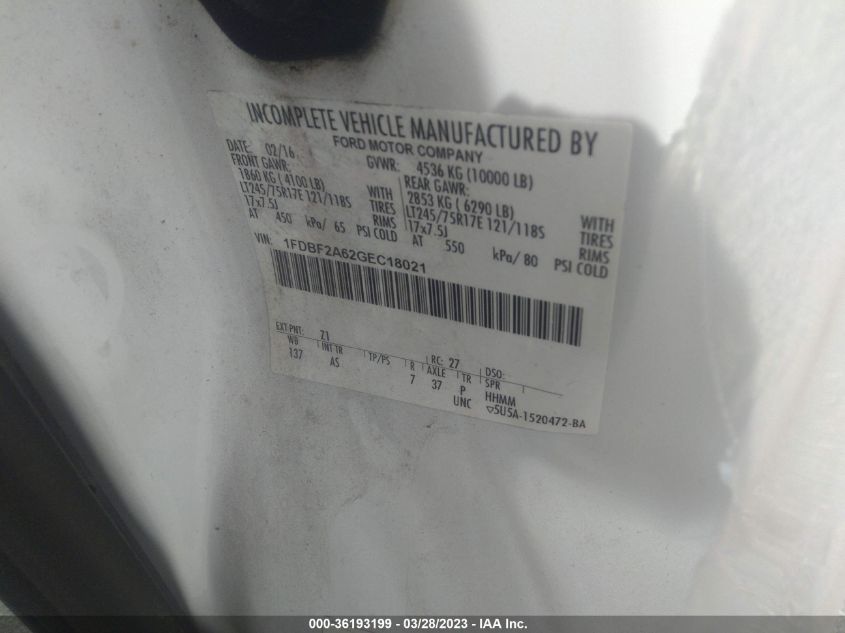 INCOMPLETE VEHICLE MANUFACTURED BY
FORD MOTOR COMPANY
DATE: 02/16 GVWR: 4536 KG (10000 LB)
FRONT GAWR: REAR GAWR:
1860 KG (4100 LB) WITH 2853 KG (6290 LB) WITH
LT245/75R17E 121/118S TIRES LT245/75R17E 121/118S TIRES
17x7.5J RIMS 17x7.5J RIMS
AT 450 kPa/ 65 PSI COLD AT 550 kPa/ 80 PSI COLD
VIN: 1FDBF2A62GEC18021
EXT PNT: Z1 RC: 27 DSO:
WB INT TR TP/PS R AXLE TR SPR
137 AS 7 37 P HHMM
UNC ▽5U5A-1520472-BA
000-36193199 | 03/28/2023 – IAA Inc.